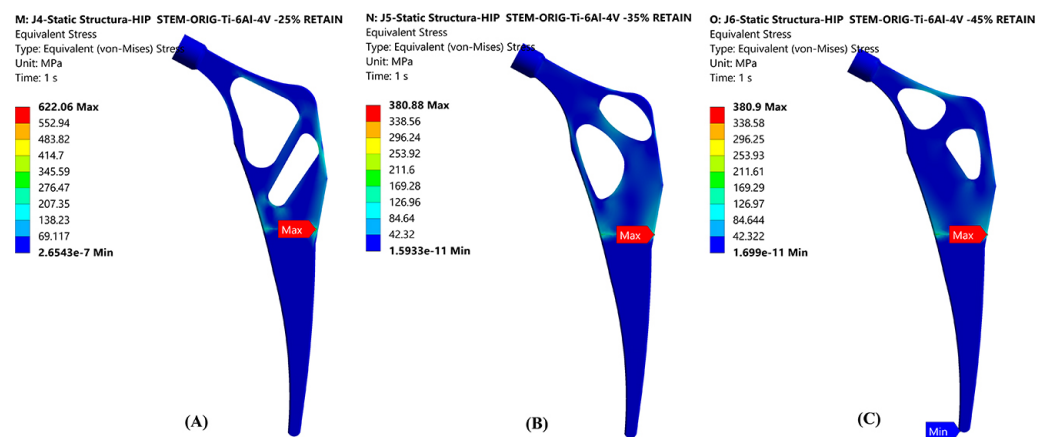 M: J4-Static Structura-HIP STEM-ORIG-Ti-6Al-4V -25% RETAIN
Equivalent Stress
Type: Equivalent (von-Mises) Stress
Unit: MPa
Time: 1 s
622.06 Max
552.94
483.82
414.7
345.59
276.47
207.35
138.23
69.117
2.6543e-7 Min
Max
(A)
N: J5-Static Structura-HIP STEM-ORIG-Ti-6Al-4V -35% RETAIN
Equivalent Stress
Type: Equivalent (von-Mises) Stress
Unit: MPa
Time: 1 s
380.88 Max
338.56
296.24
253.92
211.6
169.28
126.96
84.64
42.32
1.5933e-11 Min
Max
(B)
O: J6-Static Structura-HIP STEM-ORIG-Ti-6Al-4V -45% RETAIN
Equivalent Stress
Type: Equivalent (von-Mises) Stress
Unit: MPa
Time: 1 s
380.9 Max
338.58
296.25
253.93
211.61
169.29
126.97
84.644
42.322
1.699e-11 Min
Max
(C)
Min